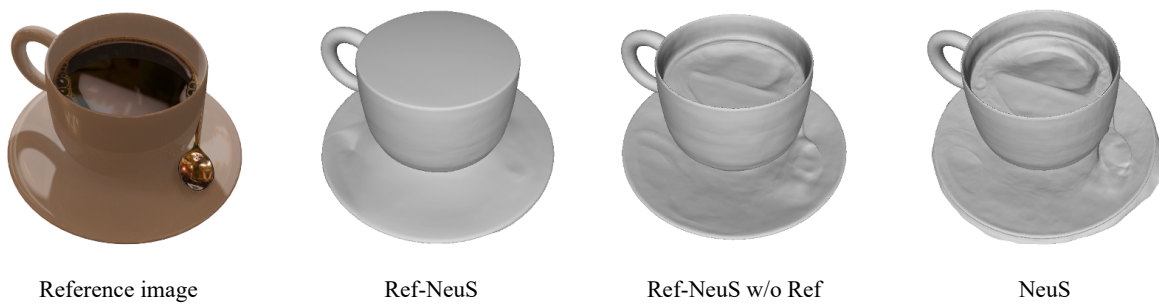 Reference image
Ref-NeuS
Ref-NeuS w/o Ref
NeuS